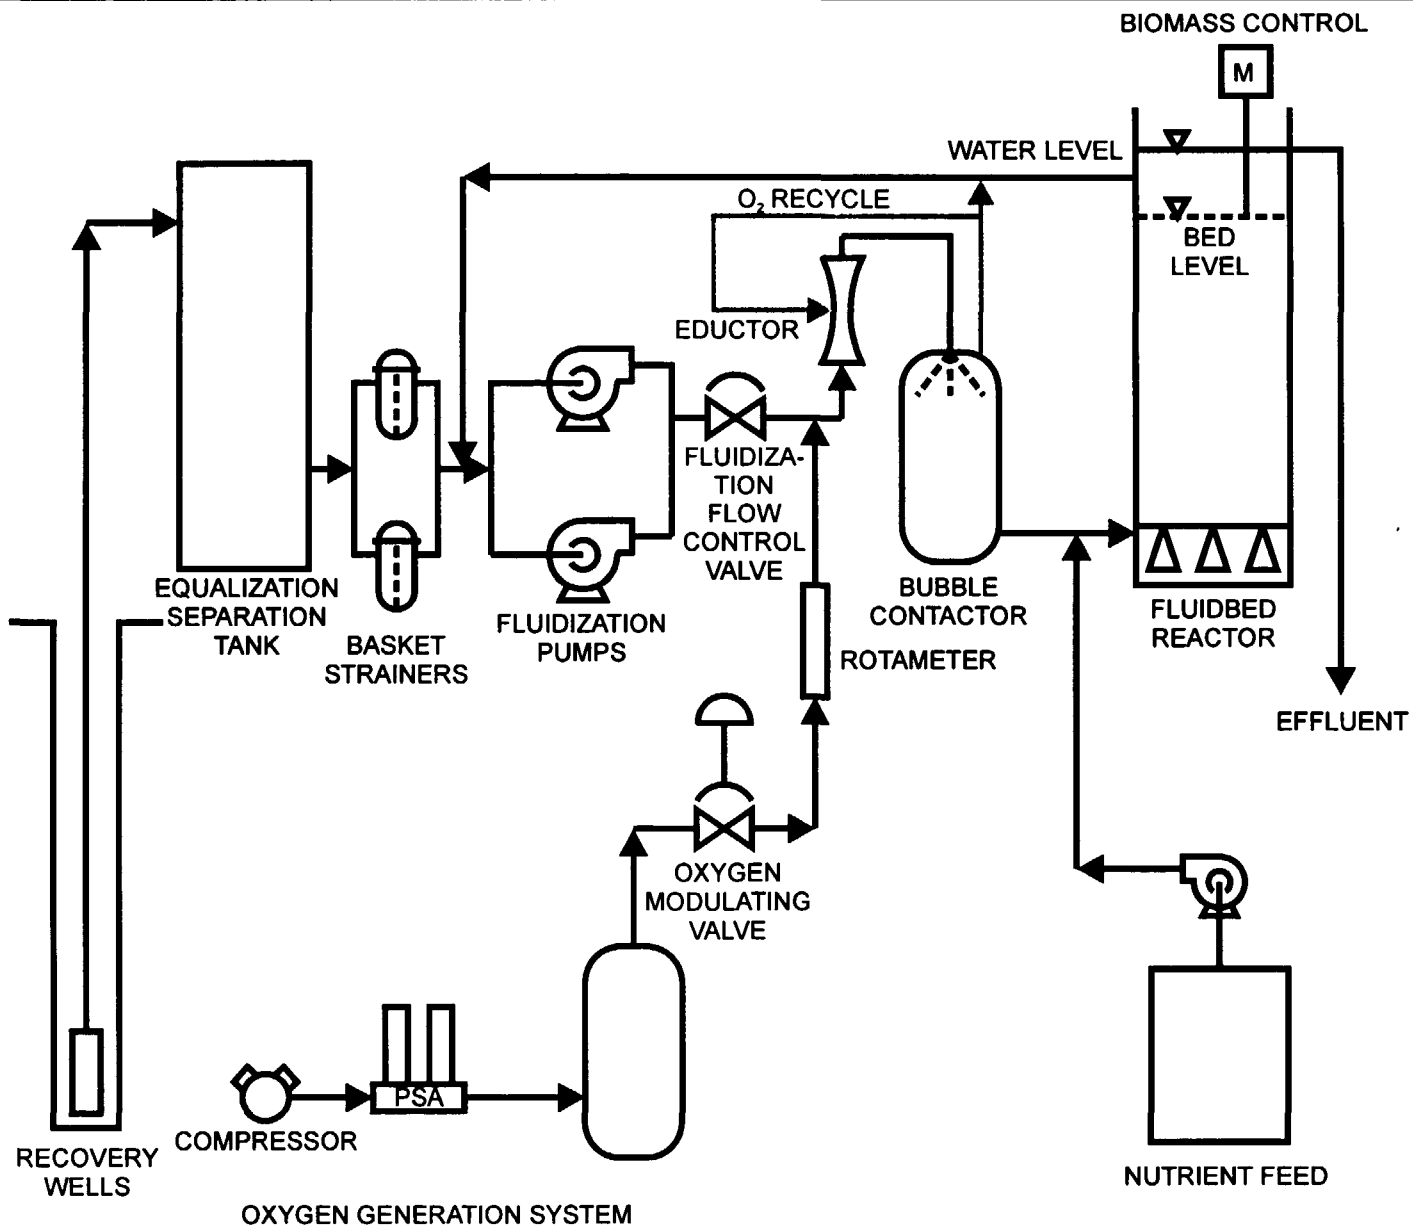 BIOMASS CONTROL
M
WATER LEVEL
O₂ RECYCLE
BED
LEVEL
EDUCTOR
FLUIDIZA-
TION
FLOW
CONTROL
VALVE
EQUALIZATION
SEPARATION
TANK
BASKET
STRAINERS
FLUIDIZATION
PUMPS
BUBBLE
CONTACTOR
FLUIDBED
REACTOR
ROTAMETER
EFFLUENT
OXYGEN
MODULATING
VALVE
PSA
COMPRESSOR
RECOVERY
WELLS
NUTRIENT FEED
OXYGEN GENERATION SYSTEM